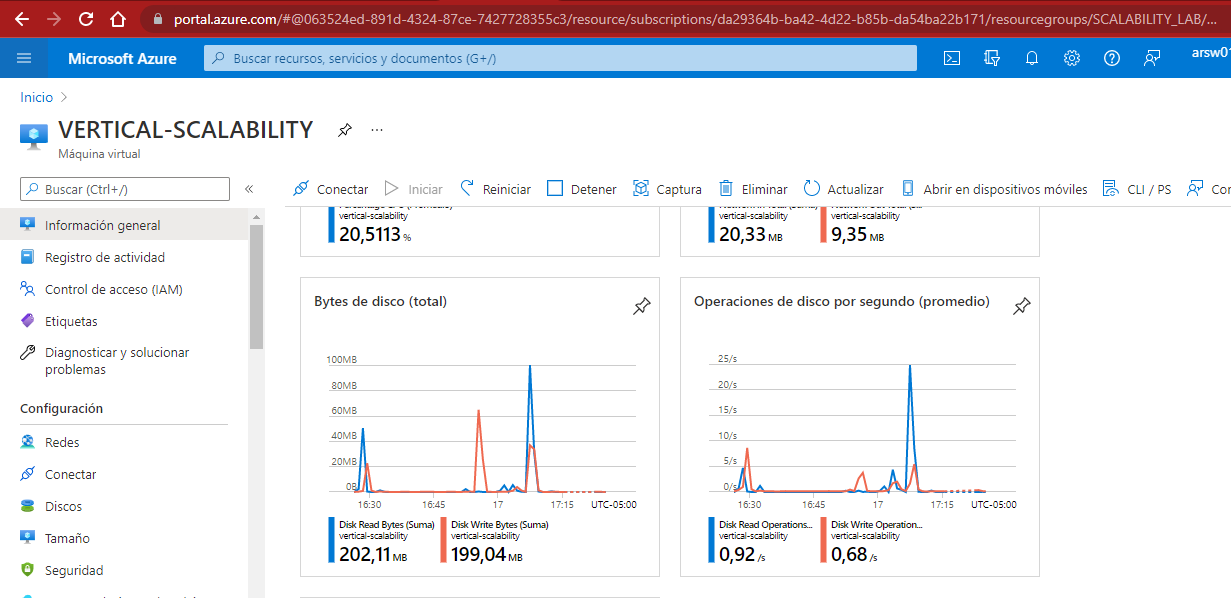 portal.azure.com/#@063524ed-891d-4324-87ce-7427728355c3/resource/subscriptions/da29364b-ba42-4d22-b85b-da54ba22b171/resourcegroups/SCALABILITY_LAB/...
Microsoft Azure
Buscar recursos, servicios y documentos (G+/)
arsw01
Inicio
VERTICAL-SCALABILITY
...
Máquina virtual
Buscar (Ctrl+/)
Conectar
Iniciar
Reiniciar
Detener
Captura
Eliminar
Actualizar
Abrir en dispositivos móviles
CLI / PS
Información general
Registro de actividad
Control de acceso (IAM)
Etiquetas
Diagnosticar y solucionar
problemas
Configuración
Redes
Conectar
Discos
Tamaño
Seguridad
vertical-scalability
20,5113 %
vertical-scalability
20,33 MB
vertical-scalability
9,35 MB
Bytes de disco (total)
100MB
80MB
60MB
40MB
20MB
0B
16:30
16:45
17
17:15
UTC-05:00
Disk Read Bytes (Suma)
vertical-scalability
202,11 MB
Disk Write Bytes (Suma)
vertical-scalability
199,04 MB
Operaciones de disco por segundo (promedio)
25/s
20/s
15/s
10/s
5/s
0/s
16:30
16:45
17
17:15
UTC-05:00
Disk Read Operations...
vertical-scalability
0,92 /s
Disk Write Operation...
vertical-scalability
0,68 /s